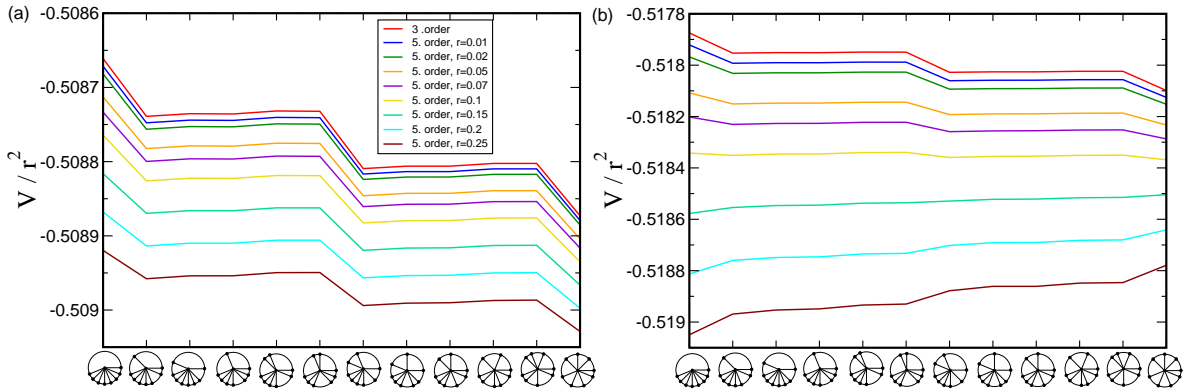 (a)
-0.5086
-0.5087
-0.5088
-0.5089
-0.509
V / r²
3 .order
5. order, r=0.01
5. order, r=0.02
5. order, r=0.05
5. order, r=0.07
5. order, r=0.1
5. order, r=0.15
5. order, r=0.2
5. order, r=0.25
(b)
-0.5178
-0.518
-0.5182
-0.5184
-0.5186
-0.5188
-0.519
V / r²